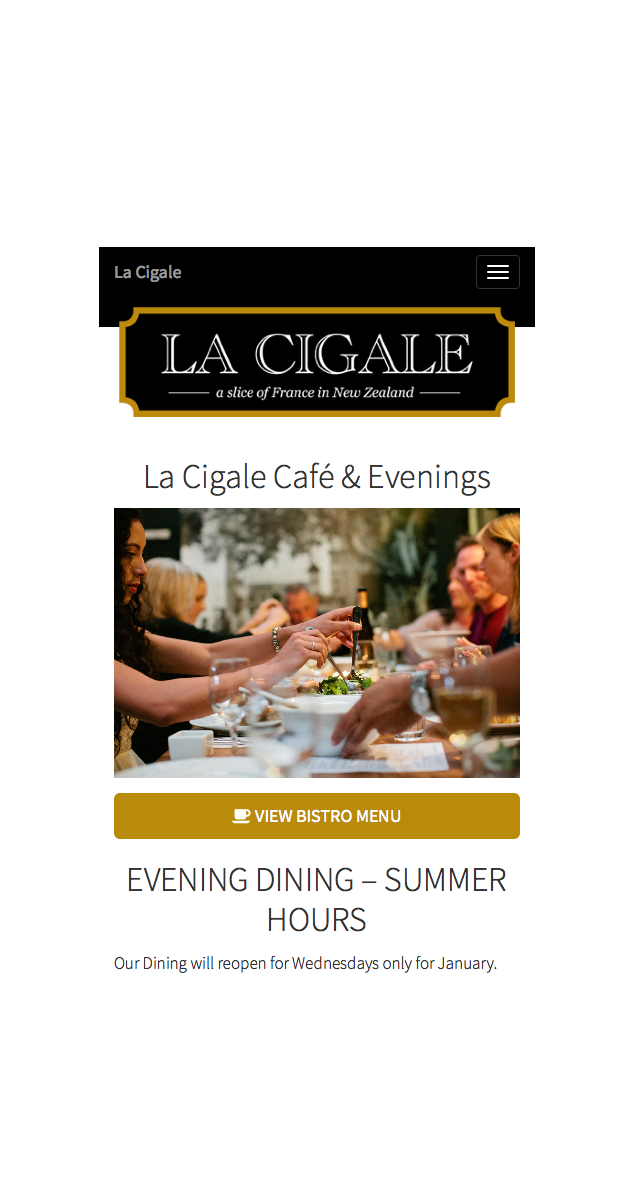 La Cigale
LA CIGALE
a slice of France in New Zealand
La Cigale Café & Evenings
VIEW BISTRO MENU
EVENING DINING – SUMMER
HOURS
Our Dining will reopen for Wednesdays only for January.